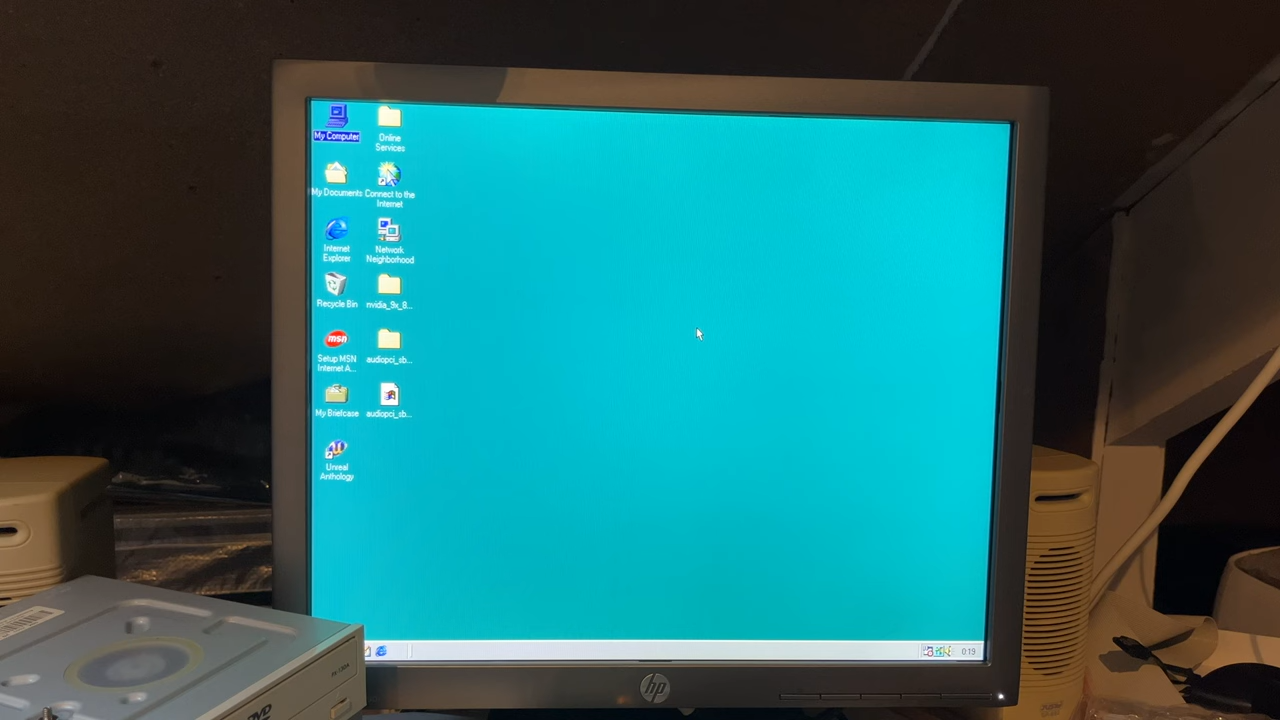 My Computer
Online
Services
My Documents
Connect to the
Internet
Internet
Explorer
Network
Neighborhood
Recycle Bin
nvidia_9x_8...
msn
Setup MSN
Internet A...
audiopci_sb...
My Briefcase
audiopci_sb...
Unreal
Anthology
0:19
hp
DVD